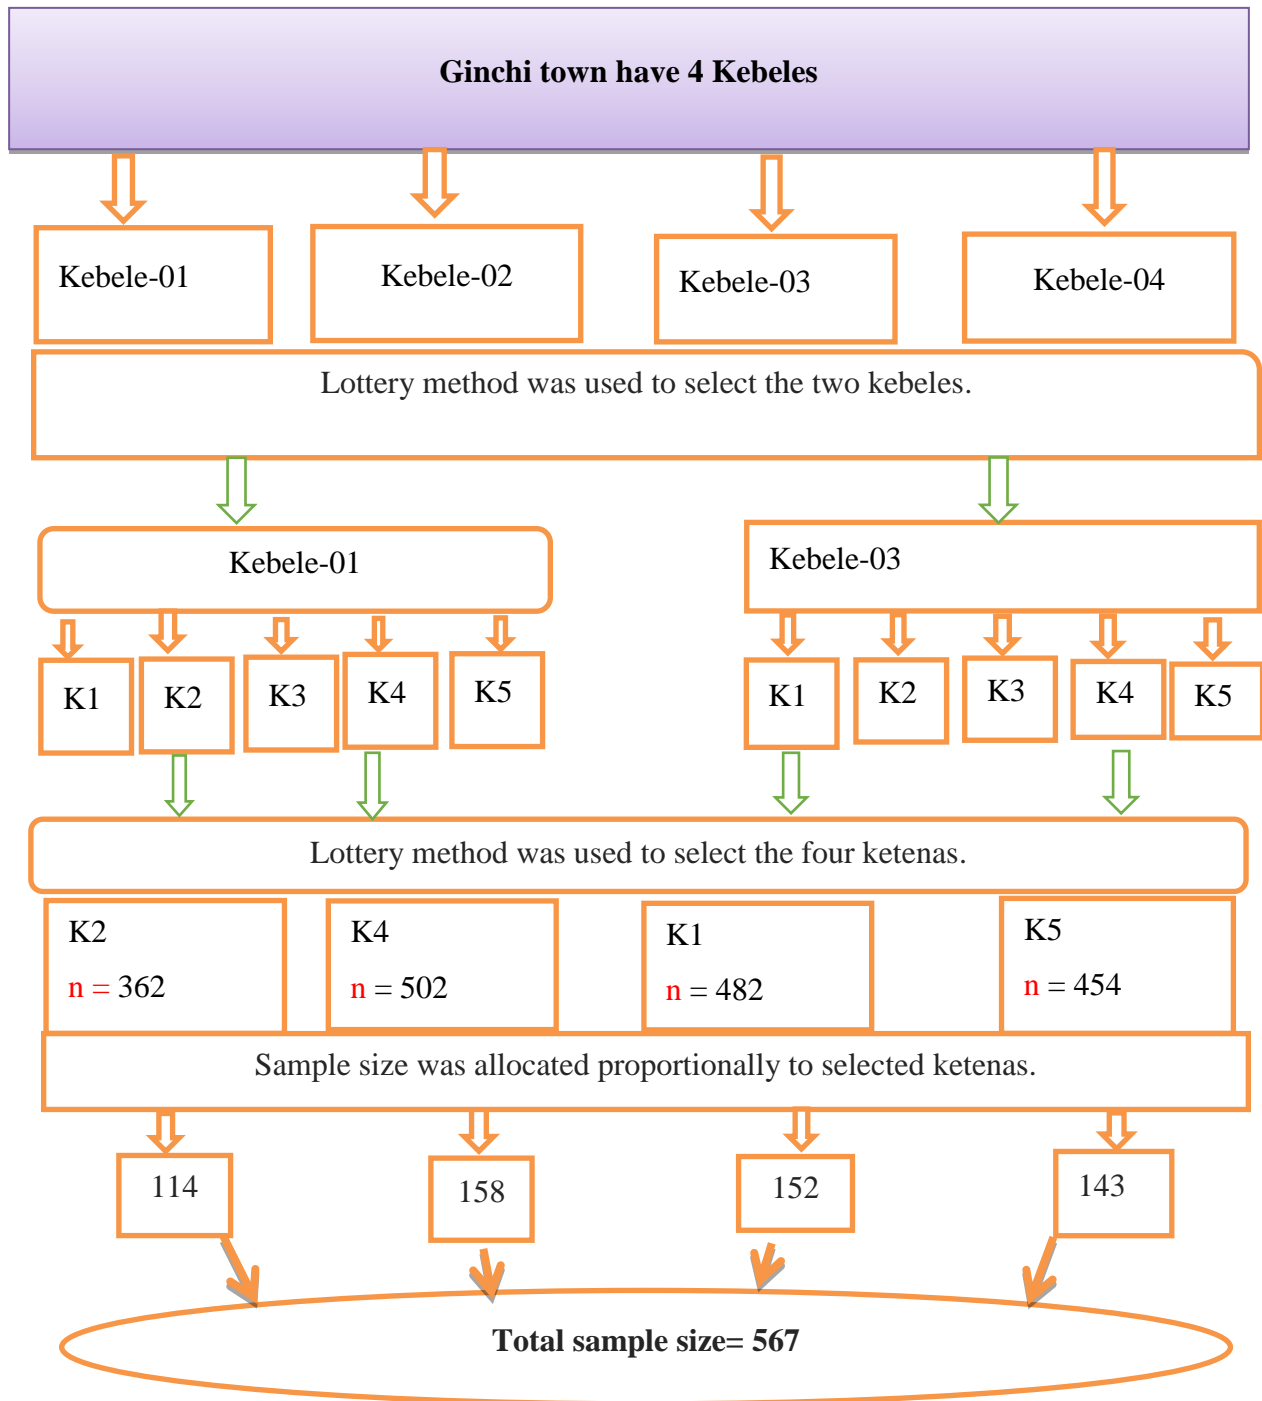 Ginchi town have 4 Kebeles
Kebele-01
Kebele-02
Kebele-03
Kebele-04
Lottery method was used to select the two kebeles.
Kebele-01
Kebele-03
K1
K2
K3
K4
K5
K1
K2
K3
K4
K5
Lottery method was used to select the four ketenas.
K2
n = 362
K4
n = 502
K1
n = 482
K5
n = 454
Sample size was allocated proportionally to selected ketenas.
114
158
152
143
Total sample size= 567